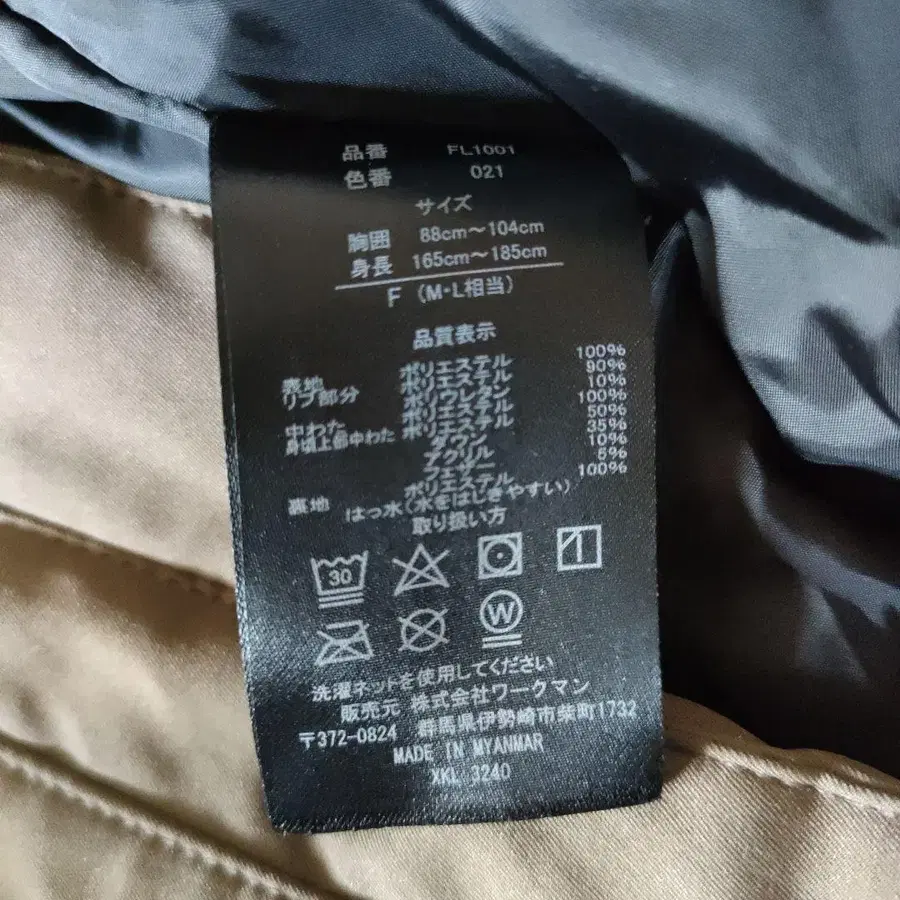 品番 FL1001
色番 021
サイズ
胸囲 88cm～104cm
身長 165cm～185cm
F (M・L相当)
品質表示
表地 ポリエステル 100%
リブ部分 ポリエステル 90%
ポリウレタン 10%
中わた ポリエステル 100%
身頃上部中わた ポリエステル 50%
ダウン 35%
アクリル 10%
フェザー 5%
裏地 ポリエステル 100%
はっ水(水をはじきやすい)
取り扱い方
30
W
洗濯ネットを使用してください
販売元 株式会社ワークマン
〒372-0824 群馬県伊勢崎市柴町1732
MADE IN MYANMAR
XKL 3240